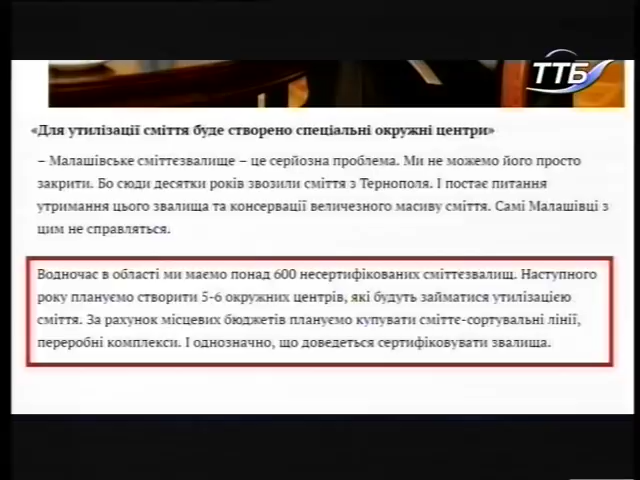 ТТБ
«Для утилізації сміття буде створено спеціальні окружні центри»
– Малашівське сміттєзвалище – це серйозна проблема. Ми не можемо його просто
закрити. Бо сюди десятки років звозили сміття з Тернополя. І постає питання
утримання цього звалища та консервації величезного масиву сміття. Самі Малашівці з
цим не справляться.
Водночас в області ми маємо понад 600 несертифікованих сміттєзвалищ. Наступного
року плануємо створити 5-6 окружних центрів, які будуть займатися утилізацією
сміття. За рахунок місцевих бюджетів плануємо купувати сміттє-сортувальні лінії,
переробні комплекси. І однозначно, що доведеться сертифіковувати звалища.